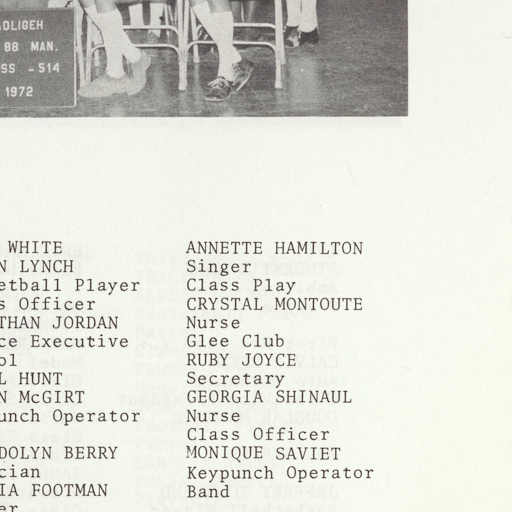 OLIGEH
88 MAN.
SS - 514
1972
WHITE
N LYNCH
etball Player
s Officer
THAN JORDAN
ce Executive
ol
L HUNT
N McGIRT
unch Operator
DOLYN BERRY
cian
IA FOOTMAN
er
ANNETTE HAMILTON
Singer
Class Play
CRYSTAL MONTOUTE
Nurse
Glee Club
RUBY JOYCE
Secretary
GEORGIA SHINAUL
Nurse
Class Officer
MONIQUE SAVIET
Keypunch Operator
Band